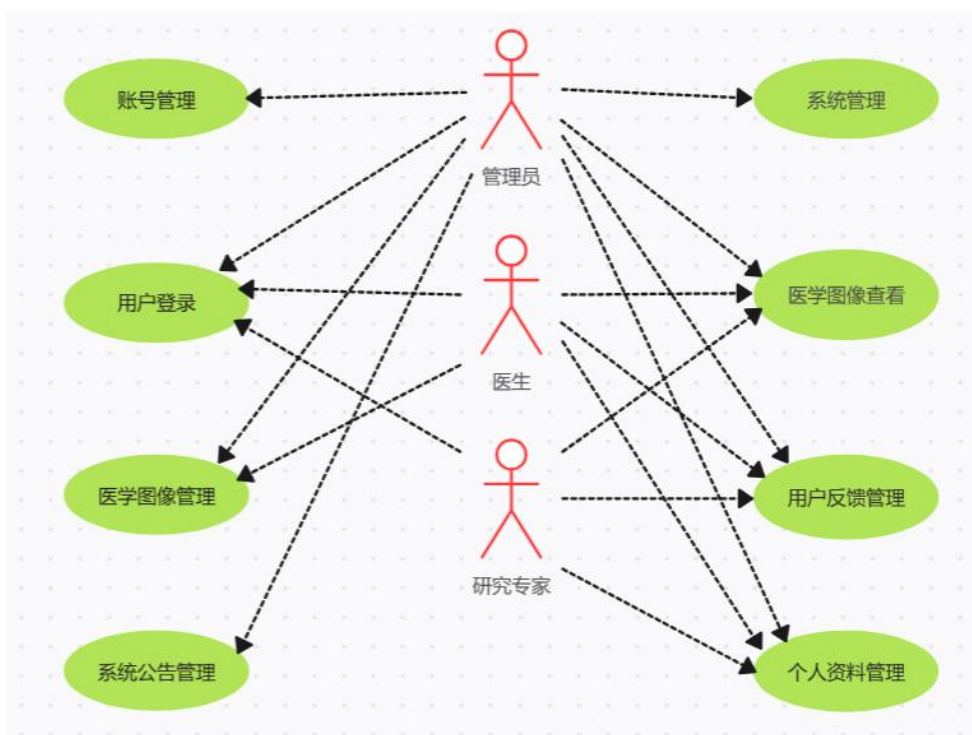 账号管理
系统管理
管理员
用户登录
医学图像查看
医生
医学图像管理
用户反馈管理
研究专家
系统公告管理
个人资料管理